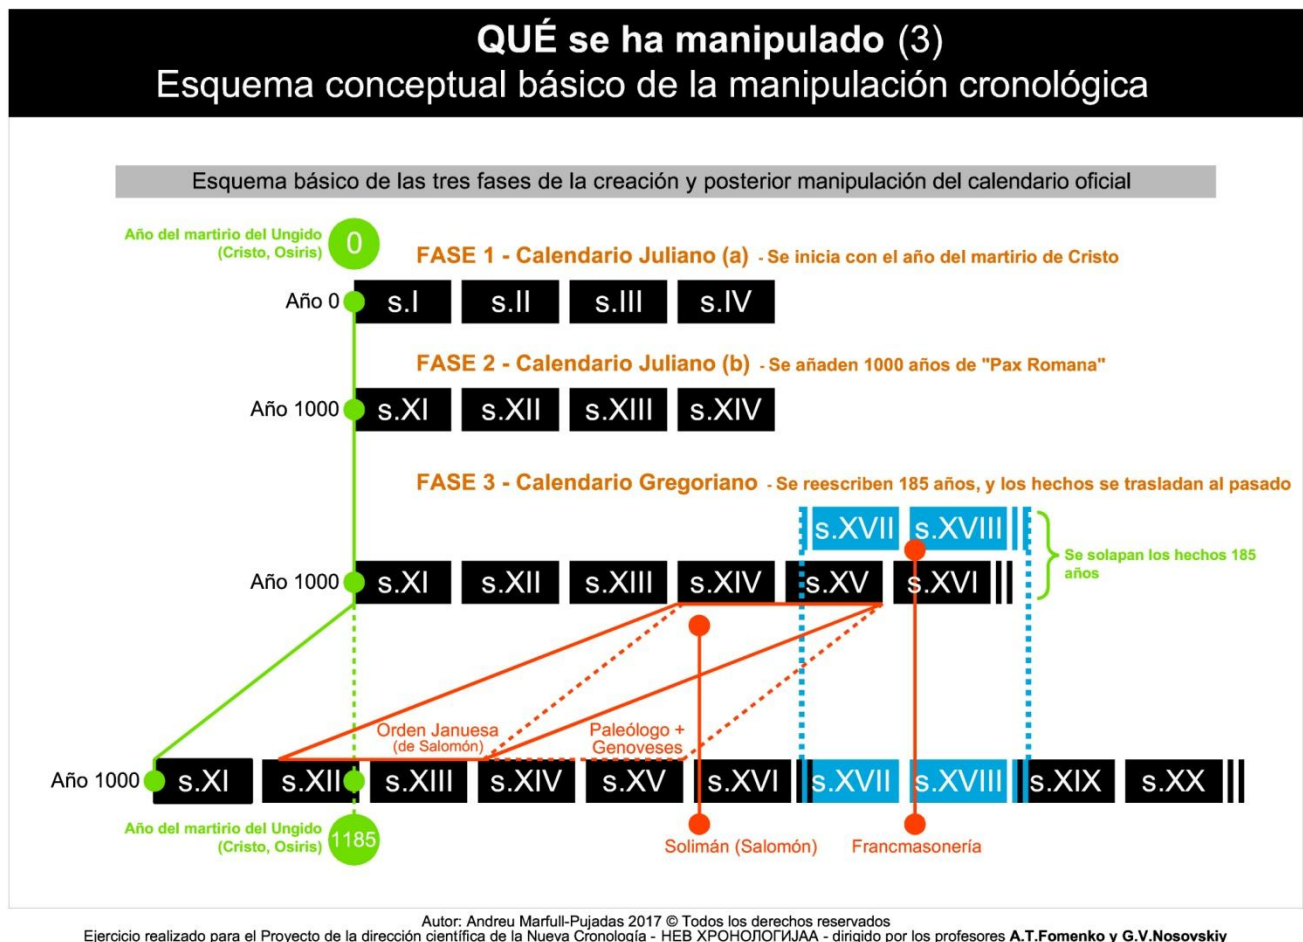 QUÉ se ha manipulado (3)
Esquema conceptual básico de la manipulación cronológica
Esquema básico de las tres fases de la creación y posterior manipulación del calendario oficial
Año del martirio del Ungido
(Cristo, Osiris)
0
FASE 1 - Calendario Juliano (a) - Se inicia con el año del martirio de Cristo
Año 0 s.I s.II s.III s.IV
FASE 2 - Calendario Juliano (b) - Se añaden 1000 años de "Pax Romana"
Año 1000 s.XI s.XII s.XIII s.XIV
FASE 3 - Calendario Gregoriano - Se reescriben 185 años, y los hechos se trasladan al pasado
s.XVII s.XVIII
Se solapan los hechos 185
años
Año 1000 s.XI s.XII s.XIII s.XIV s.XV s.XVI
Orden Januesa
(de Salomón)
Paleólogo +
Genoveses
Año 1000 s.XI s.XII s.XIII s.XIV s.XV s.XVI s.XVII s.XVIII s.XIX s.XX
Año del martirio del Ungido
(Cristo, Osiris)
1185
Solimán (Salomón)
Francmasonería
Autor: Andreu Marfull-Pujadas 2017 © Todos los derechos reservados
Ejercicio realizado para el Proyecto de la dirección científica de la Nueva Cronología - НЕВ ХРОНОЛОГИЈАА - dirigido por los profesores A.T.Fomenko y G.V.Nosovskiy